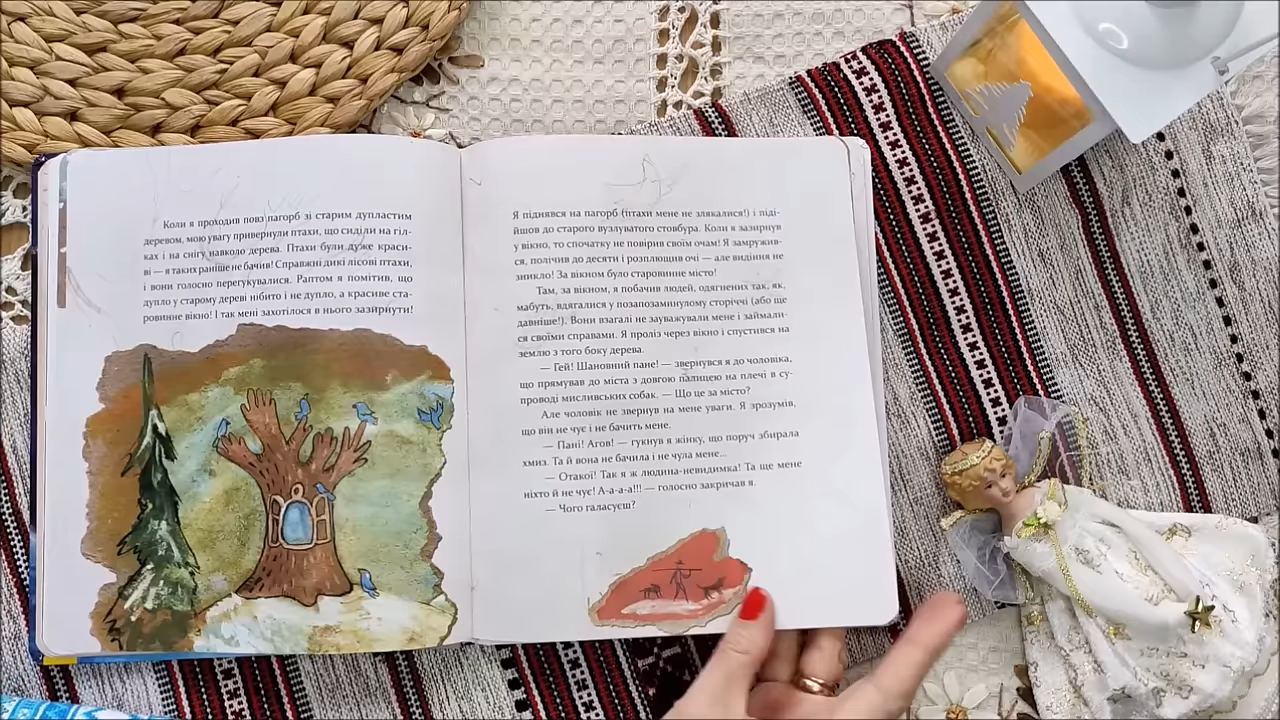 Коли я проходив повз пагорб зі старим дуплистим
деревом, мою увагу привернули птахи, що сиділи на гіл-
ках і на снігу навколо дерева. Птахи були дуже краси-
ві — я таких раніше не бачив! Справжні дикі лісові птахи,
і вони голосно перегукувалися. Раптом я помітив, що
дупло у старому дереві нібито і не дупло, а красиве ста-
ровинне вікно! І так мені захотілося в нього зазирнути!
Я піднявся на пагорб (птахи мене не злякалися!) і піді-
йшов до старого вузлуватого стовбура. Коли я зазирнув
у вікно, то спочатку не повірив своїм очам! Я замружив-
ся, полічив до десяти і розплющив очі — але видіння не
зникло! За вікном було старовинне місто!
Там, за вікном, я побачив людей, одягнених так, як,
мабуть, вдягалися у позапозаминулому сторіччі (або ще
давніше!). Вони взагалі не зауважували мене і займали-
ся своїми справами. Я проліз через вікно і спустився на
землю з того боку дерева.
— Гей! Шановний пане! — звернувся я до чоловіка,
що прямував до міста з довгою палицею на плечі в су-
проводі мисливських собак. — Що це за місто?
Але чоловік не звернув на мене уваги. Я зрозумів,
що він не чує і не бачить мене.
— Пані! Агов! — гукнув я жінку, що поруч збирала
хмиз. Та й вона не бачила і не чула мене...
— Отакої! Так я ж людина-невидимка! Та ще мене
ніхто й не чує! А-а-а-а!!! — голосно закричав я.
— Чого галасуєш?